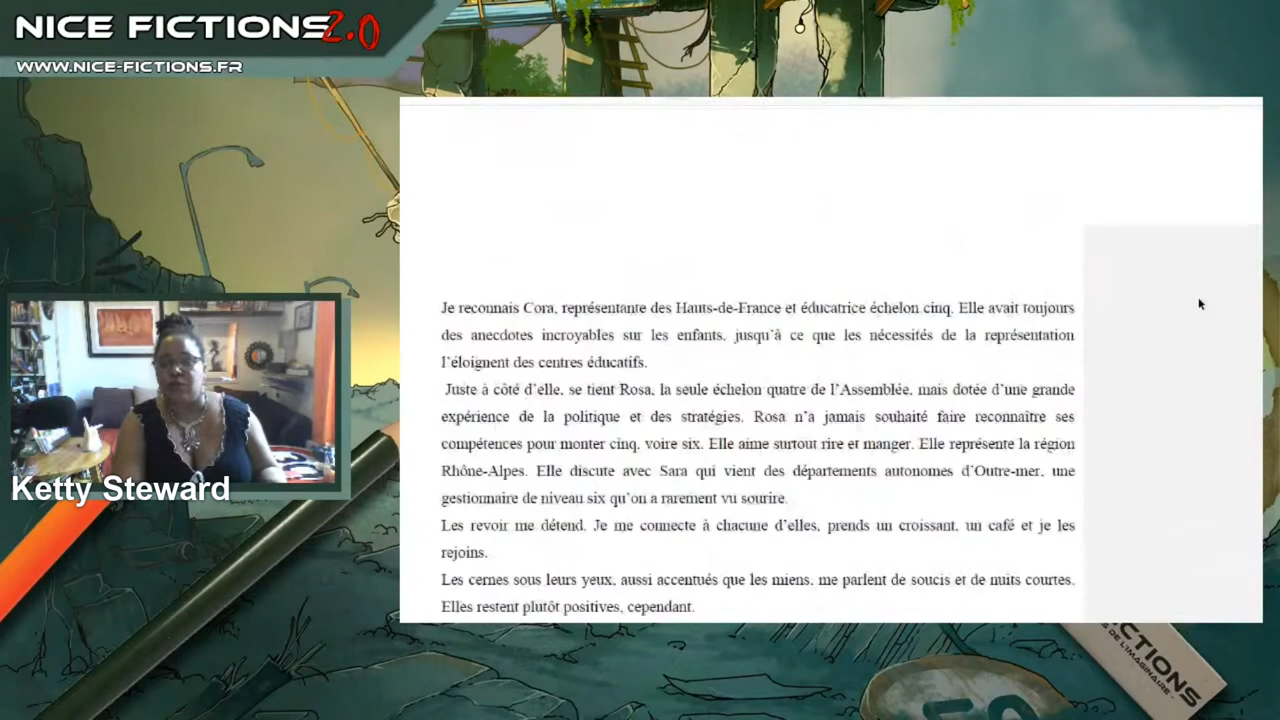 NICE FICTIONS 2.0
WWW.NICE-FICTIONS.FR
Je reconnais Cora, représentante des Hauts-de-France et éducatrice échelon cinq. Elle avait toujours
des anecdotes incroyables sur les enfants, jusqu'à ce que les nécessités de la représentation
l'éloignent des centres éducatifs.
Juste à côté d'elle, se tient Rosa, la seule échelon quatre de l'Assemblée, mais dotée d'une grande
expérience de la politique et des stratégies. Rosa n'a jamais souhaité faire reconnaître ses
compétences pour monter cinq, voire six. Elle aime surtout rire et manger. Elle représente la région
Rhône-Alpes. Elle discute avec Sara qui vient des départements autonomes d'Outre-mer, une
gestionnaire de niveau six qu'on a rarement vu sourire.
Les revoir me détend. Je me connecte à chacune d'elles, prends un croissant, un café et je les
rejoins.
Les cernes sous leurs yeux, aussi accentués que les miens, me parlent de soucis et de nuits courtes.
Elles restent plutôt positives, cependant.
Ketty Steward
CTIONS
DE L'IMAGINAIRE